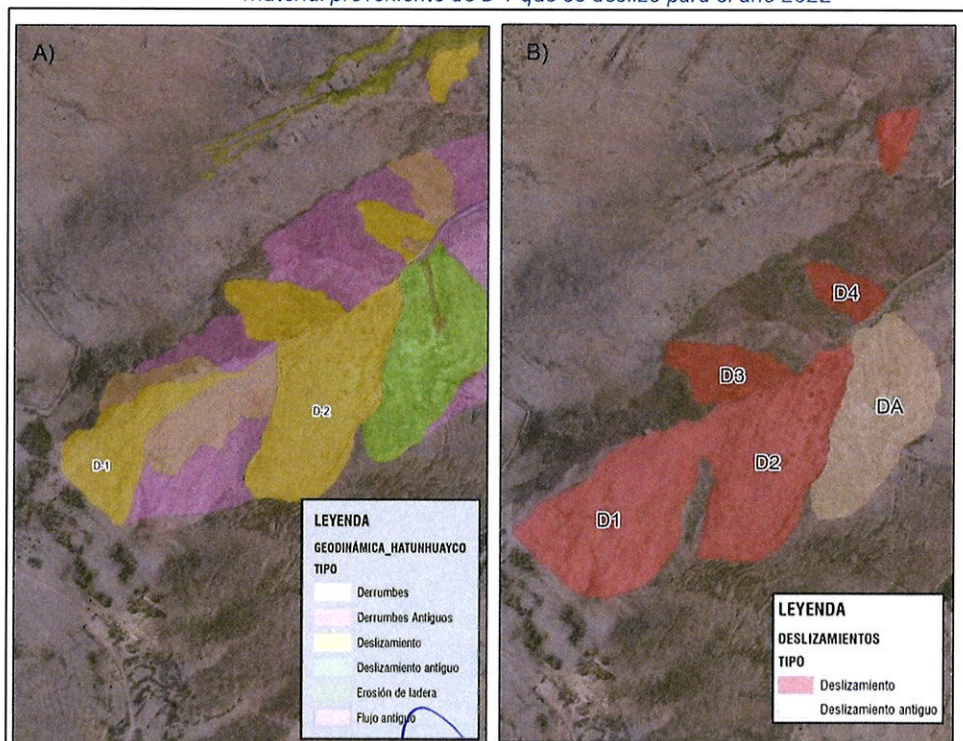 material proveniente de D-1 que se deslizó para el año 2022
A)
D-1
D-2
LEYENDA
GEODINÁMICA_HATUNHUAYCO
TIPO
Derrumbes
Derrumbes Antiguos
Deslizamiento
Deslizamiento antiguo
Erosión de ladera
Flujo antiguo
B)
D4
D3
DA
D2
D1
LEYENDA
DESLIZAMIENTOS
TIPO
Deslizamiento
Deslizamiento antiguo